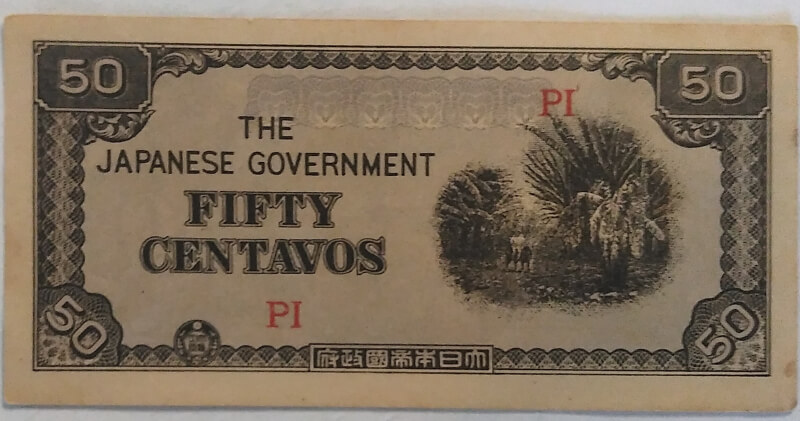 50
50
PI
THE
JAPANESE GOVERNMENT
FIFTY
CENTAVOS
PI
50
50
府政國帝本日大